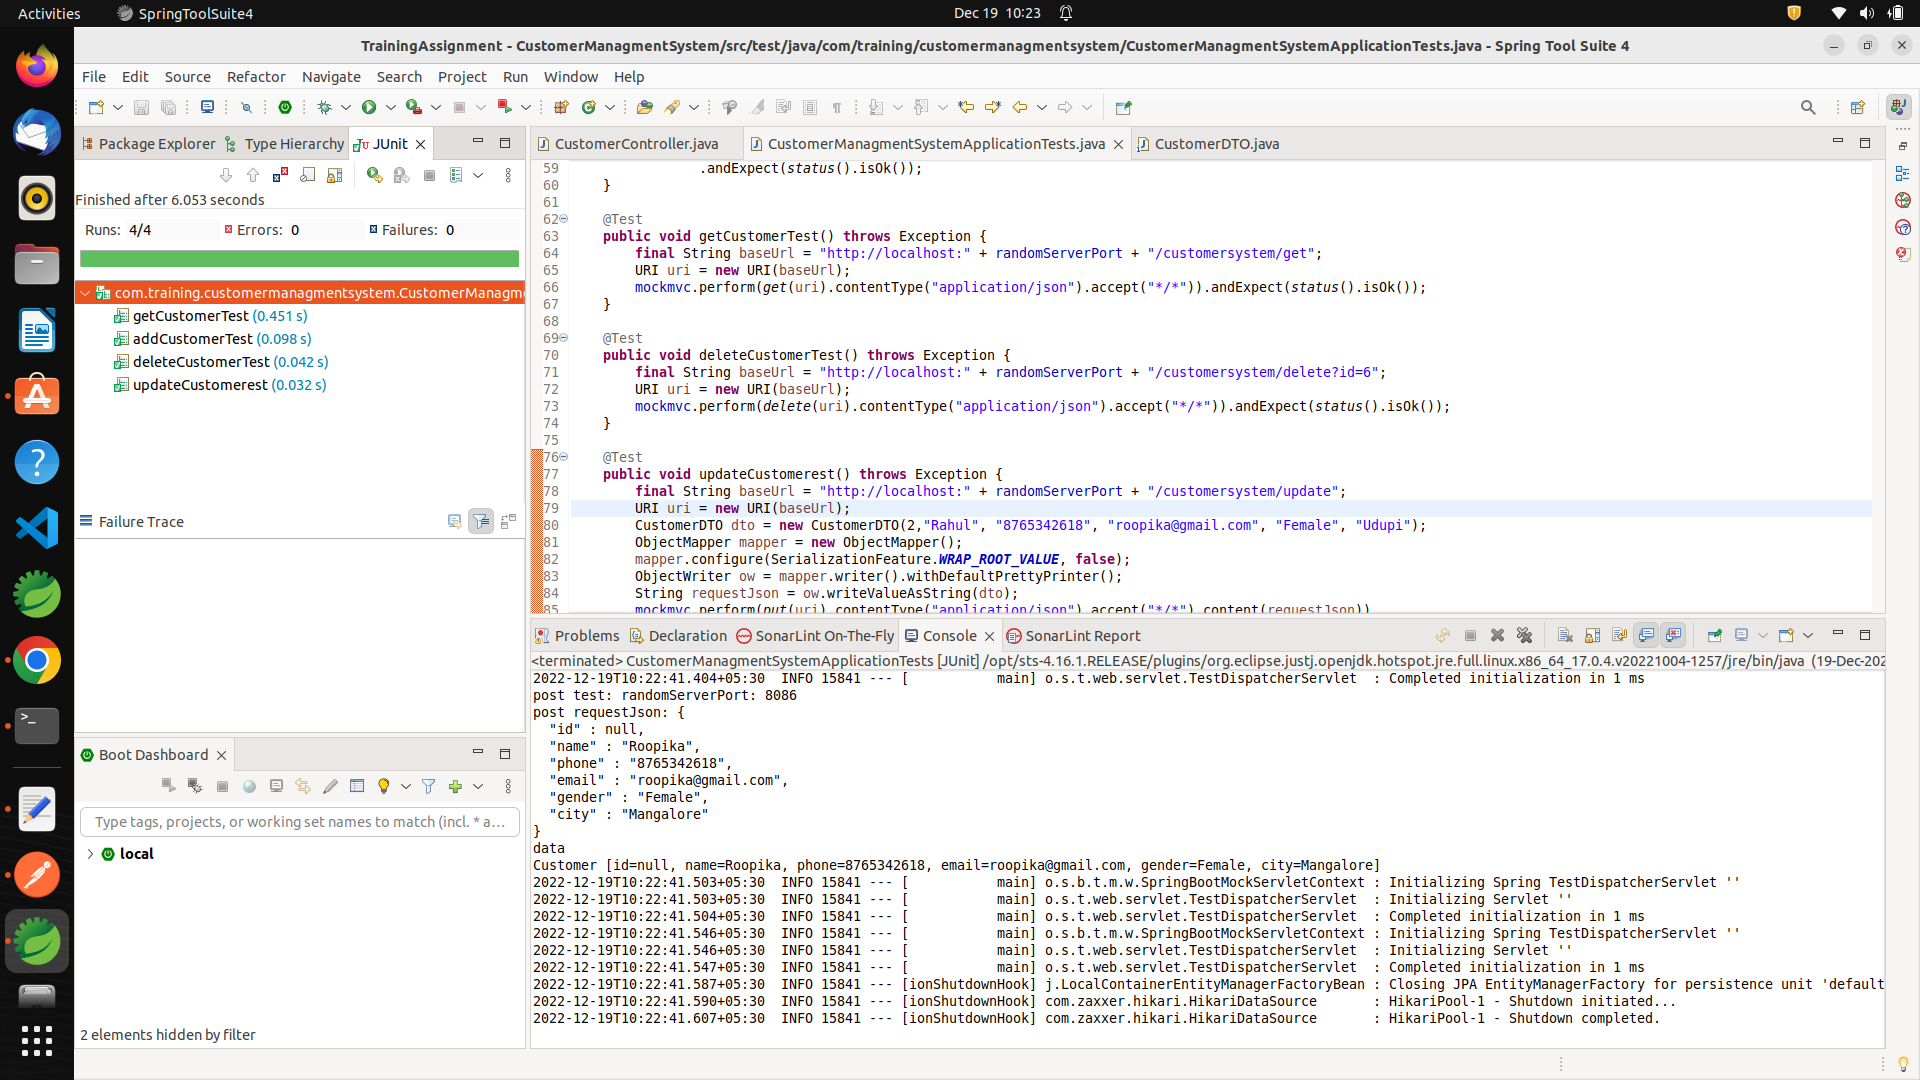 Activities
SpringToolSuite4
Dec 19 10:23
TrainingAssignment - CustomerManagmentSystem/src/test/java/com/training/customermanagmentsystem/CustomerManagmentSystemApplicationTests.java - Spring Tool Suite 4
File Edit Source Refactor Navigate Search Project Run Window Help
Package Explorer
Type Hierarchy
JUnit
Finished after 6.053 seconds
Runs: 4/4
Errors: 0
Failures: 0
com.training.customermanagmentsystem.CustomerManagm
getCustomerTest (0.451 s)
addCustomerTest (0.098 s)
deleteCustomerTest (0.042 s)
updateCustomerest (0.032 s)
Failure Trace
Boot Dashboard
Type tags, projects, or working set names to match (incl. * a...
local
2 elements hidden by filter
CustomerController.java
CustomerManagmentSystemApplicationTests.java
CustomerDTO.java
59 .andExpect(status().isOk());
60 }
61
62 @Test
63 public void getCustomerTest() throws Exception {
64 final String baseUrl = "http://localhost:" + randomServerPort + "/customersystem/get";
65 URI uri = new URI(baseUrl);
66 mockmvc.perform(get(uri).contentType("application/json").accept("*/*")).andExpect(status().isOk());
67 }
68
69 @Test
70 public void deleteCustomerTest() throws Exception {
71 final String baseUrl = "http://localhost:" + randomServerPort + "/customersystem/delete?id=6";
72 URI uri = new URI(baseUrl);
73 mockmvc.perform(delete(uri).contentType("application/json").accept("*/*")).andExpect(status().isOk());
74 }
75
76 @Test
77 public void updateCustomerest() throws Exception {
78 final String baseUrl = "http://localhost:" + randomServerPort + "/customersystem/update";
79 URI uri = new URI(baseUrl);
80 CustomerDTO dto = new CustomerDTO(2,"Rahul", "8765342618", "roopika@gmail.com", "Female", "Udupi");
81 ObjectMapper mapper = new ObjectMapper();
82 mapper.configure(SerializationFeature.WRAP_ROOT_VALUE, false);
83 ObjectWriter ow = mapper.writer().withDefaultPrettyPrinter();
84 String requestJson = ow.writeValueAsString(dto);
85 mockmvc.perform(put(uri).contentType("application/json").accept("*/*").content(requestJson))
Problems
Declaration
SonarLint On-The-Fly
Console
SonarLint Report
<terminated> CustomerManagmentSystemApplicationTests [JUnit] /opt/sts-4.16.1.RELEASE/plugins/org.eclipse.justj.openjdk.hotspot.jre.full.linux.x86_64_17.0.4.v20221004-1257/jre/bin/java (19-Dec-202
2022-12-19T10:22:41.404+05:30 INFO 15841 --- [ main] o.s.t.web.servlet.TestDispatcherServlet : Completed initialization in 1 ms
post test: randomServerPort: 8086
post requestJson: {
"id" : null,
"name" : "Roopika",
"phone" : "8765342618",
"email" : "roopika@gmail.com",
"gender" : "Female",
"city" : "Mangalore"
}
data
Customer [id=null, name=Roopika, phone=8765342618, email=roopika@gmail.com, gender=Female, city=Mangalore]
2022-12-19T10:22:41.503+05:30 INFO 15841 --- [ main] o.s.b.t.m.w.SpringBootMockServletContext : Initializing Spring TestDispatcherServlet ''
2022-12-19T10:22:41.503+05:30 INFO 15841 --- [ main] o.s.t.web.servlet.TestDispatcherServlet : Initializing Servlet ''
2022-12-19T10:22:41.504+05:30 INFO 15841 --- [ main] o.s.t.web.servlet.TestDispatcherServlet : Completed initialization in 1 ms
2022-12-19T10:22:41.546+05:30 INFO 15841 --- [ main] o.s.b.t.m.w.SpringBootMockServletContext : Initializing Spring TestDispatcherServlet ''
2022-12-19T10:22:41.546+05:30 INFO 15841 --- [ main] o.s.t.web.servlet.TestDispatcherServlet : Initializing Servlet ''
2022-12-19T10:22:41.547+05:30 INFO 15841 --- [ main] o.s.t.web.servlet.TestDispatcherServlet : Completed initialization in 1 ms
2022-12-19T10:22:41.587+05:30 INFO 15841 --- [ionShutdownHook] j.LocalContainerEntityManagerFactoryBean : Closing JPA EntityManagerFactory for persistence unit 'default
2022-12-19T10:22:41.590+05:30 INFO 15841 --- [ionShutdownHook] com.zaxxer.hikari.HikariDataSource : HikariPool-1 - Shutdown initiated...
2022-12-19T10:22:41.607+05:30 INFO 15841 --- [ionShutdownHook] com.zaxxer.hikari.HikariDataSource : HikariPool-1 - Shutdown completed.